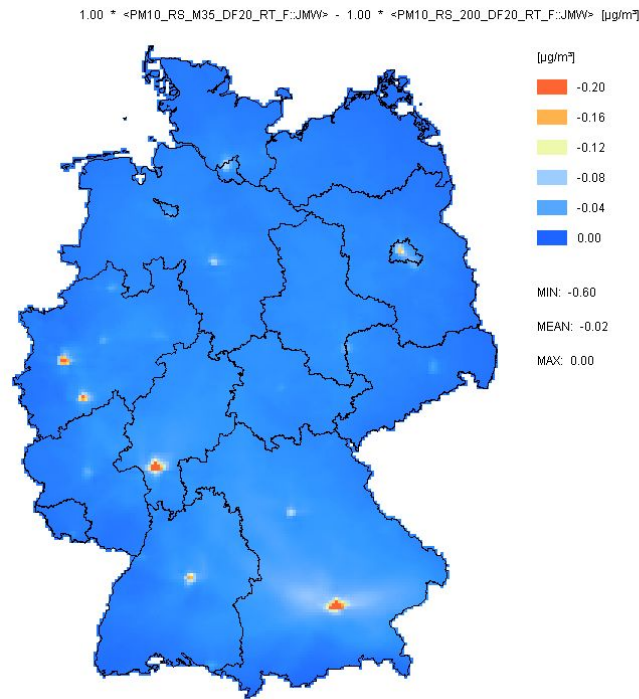 1.00 * <PM10_RS_M35_DF20_RT_F::JMW> - 1.00 * <PM10_RS_200_DF20_RT_F::JMW> [µg/m³]
[µg/m³]
-0.20
-0.16
-0.12
-0.08
-0.04
0.00
MIN: -0.60
MEAN: -0.02
MAX: 0.00